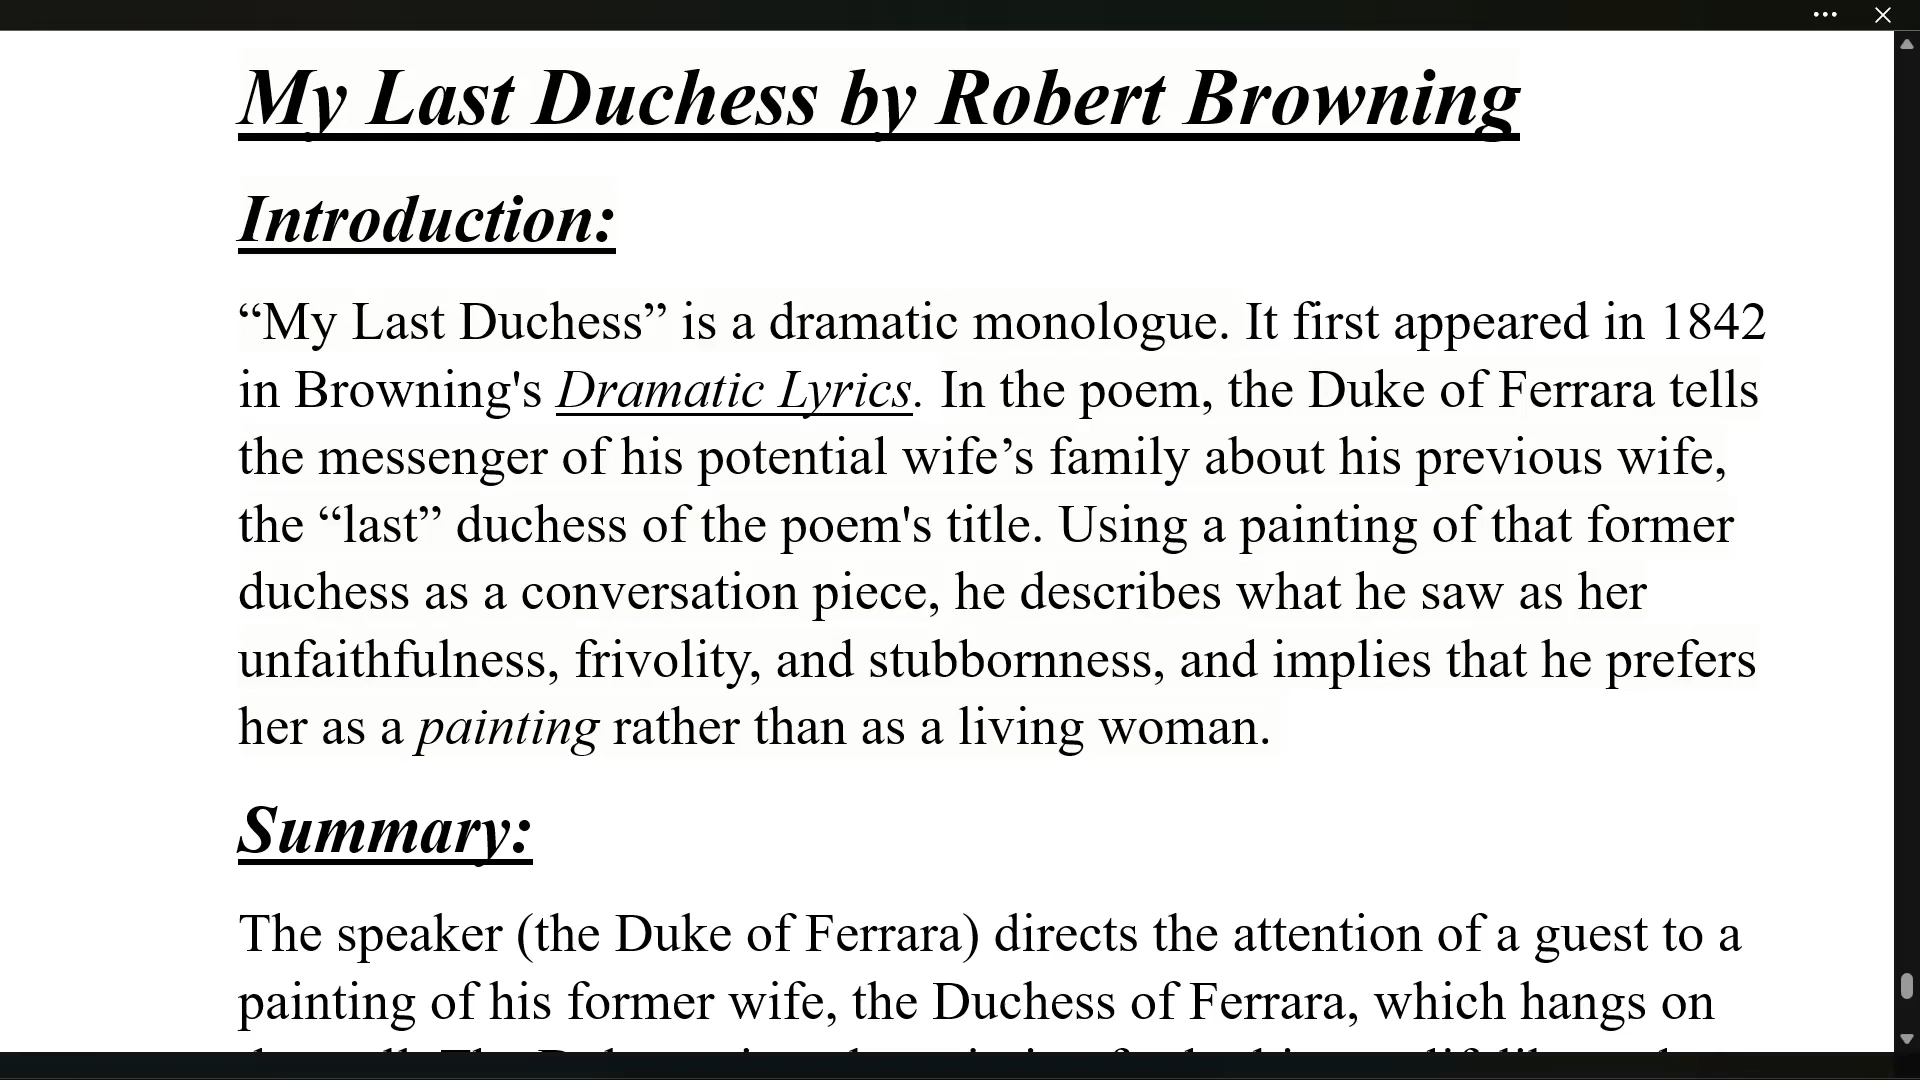 My Last Duchess by Robert Browning
Introduction:
“My Last Duchess” is a dramatic monologue. It first appeared in 1842
in Browning's Dramatic Lyrics. In the poem, the Duke of Ferrara tells
the messenger of his potential wife’s family about his previous wife,
the “last” duchess of the poem's title. Using a painting of that former
duchess as a conversation piece, he describes what he saw as her
unfaithfulness, frivolity, and stubbornness, and implies that he prefers
her as a painting rather than as a living woman.
Summary:
The speaker (the Duke of Ferrara) directs the attention of a guest to a
painting of his former wife, the Duchess of Ferrara, which hangs on